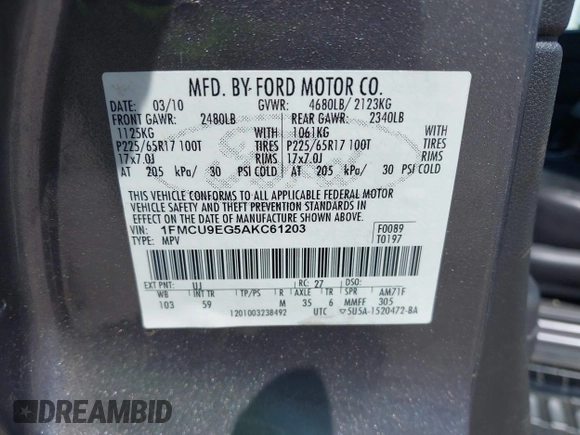 MFD. BY FORD MOTOR CO.
DATE: 03/10 GVWR: 4680LB/ 2123KG
FRONT GAWR: 2480LB REAR GAWR: 2340LB
1125KG WITH 1061KG WITH
P225/65R17 100T TIRES P225/65R17 100T TIRES
17x7.0J RIMS 17x7.0J RIMS
AT 205 kPa/ 30 PSI COLD AT 205 kPa/ 30 PSI COLD
THIS VEHICLE CONFORMS TO ALL APPLICABLE FEDERAL MOTOR
VEHICLE SAFETY AND THEFT PREVENTION STANDARDS IN
EFFECT ON THE DATE OF MANUFACTURE SHOWN ABOVE.
VIN: 1FMCU9EG5AKC61203 F0089
TYPE: MPV T0197
EXT PNT: UJ RC: 27 DSO:
WB INT TR TP/PS R AXLE TR SPR AM71F
103 59 M 35 6 MMFF 305
1201003238492 UTC ▽5U5A-1520472-BA
DREAMBID